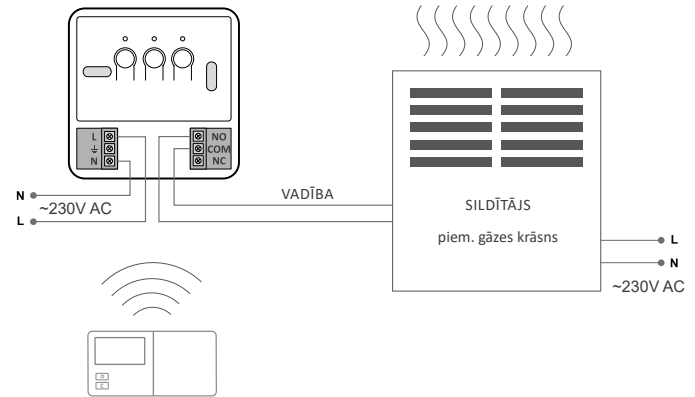 L NO
⏚ COM
N NC
N
~230V AC
L
VADĪBA
SILDĪTĀJS
piem. gāzes krāsns
L
N
~230V AC
C